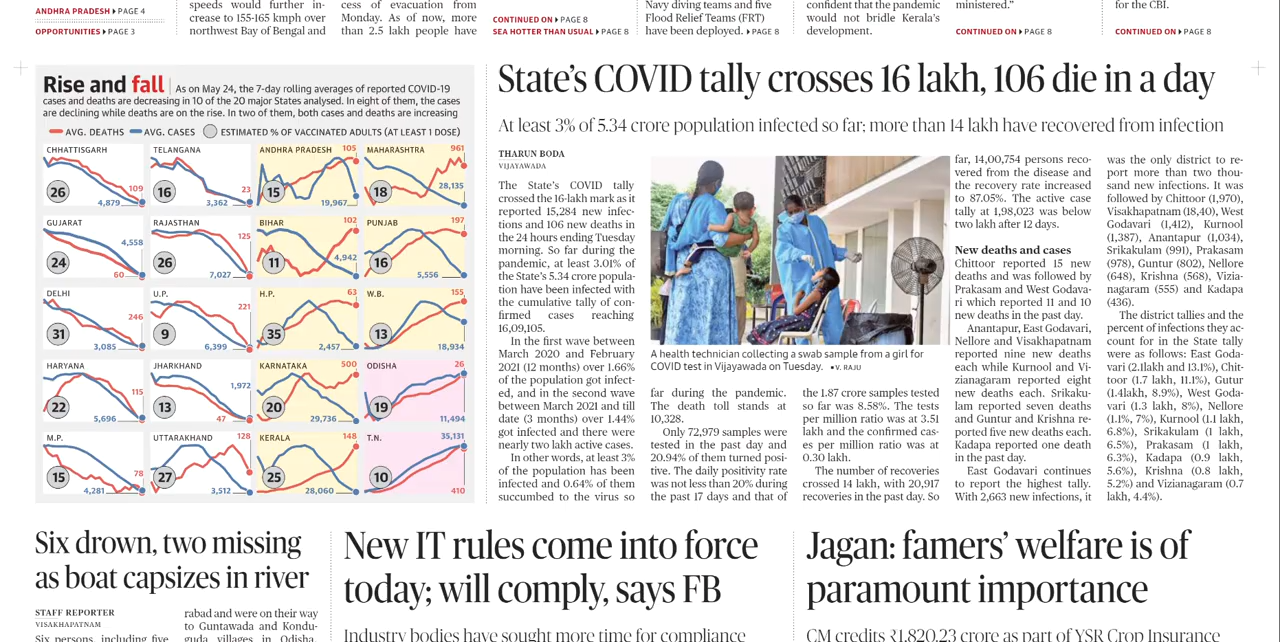 ANDHRA PRADESH ▸ PAGE 4
OPPORTUNITIES ▸ PAGE 3
speeds would further in-
crease to 155-165 kmph over
northwest Bay of Bengal and
cess of evacuation from
Monday. As of now, more
than 2.5 lakh people have
CONTINUED ON ▸ PAGE 8
SEA HOTTER THAN USUAL ▸ PAGE 8
Navy diving teams and five
Flood Relief Teams (FRT)
have been deployed. ▸ PAGE 8
confident that the pandemic
would not bridle Kerala's
development.
ministered.”
CONTINUED ON ▸ PAGE 8
for the CBI.
CONTINUED ON ▸ PAGE 8
Rise and fall | As on May 24, the 7-day rolling averages of reported COVID-19
cases and deaths are decreasing in 10 of the 20 major States analysed. In eight of them, the cases
are declining while deaths are on the rise. In two of them, both cases and deaths are increasing
AVG. DEATHS AVG. CASES ESTIMATED % OF VACCINATED ADULTS (AT LEAST 1 DOSE)
CHHATTISGARH
26
109
4,879
TELANGANA
16
23
3,362
ANDHRA PRADESH
105
15
19,967
MAHARASHTRA
961
18
28,135
GUJARAT
4,558
24
60
RAJASTHAN
125
26
7,027
BIHAR
102
11
4,942
PUNJAB
197
16
5,556
DELHI
246
31
3,085
U.P.
221
9
6,399
H.P.
63
35
2,457
W.B.
155
13
18,934
HARYANA
115
22
5,696
JHARKHAND
1,972
13
47
KARNATAKA
500
20
29,736
ODISHA
26
19
11,494
M.P.
15
78
4,281
UTTARAKHAND
128
27
3,512
KERALA
148
25
28,060
T.N.
35,131
10
410
State's COVID tally crosses 16 lakh, 106 die in a day
At least 3% of 5.34 crore population infected so far; more than 14 lakh have recovered from infection
THARUN BODA
VIJAYAWADA
The State's COVID tally
crossed the 16-lakh mark as it
reported 15,284 new infec-
tions and 106 new deaths in
the 24 hours ending Tuesday
morning. So far during the
pandemic, at least 3.01% of
the State's 5.34 crore popula-
tion have been infected with
the cumulative tally of con-
firmed cases reaching
16,09,105.
In the first wave between
March 2020 and February
2021 (12 months) over 1.66%
of the population got infect-
ed, and in the second wave
between March 2021 and till
date (3 months) over 1.44%
got infected and there were
nearly two lakh active cases.
In other words, at least 3%
of the population has been
infected and 0.64% of them
succumbed to the virus so
A health technician collecting a swab sample from a girl for
COVID test in Vijayawada on Tuesday. •V. RAJU
far during the pandemic.
The death toll stands at
10,328.
Only 72,979 samples were
tested in the past day and
20.94% of them turned posi-
tive. The daily positivity rate
was not less than 20% during
the past 17 days and that of
the 1.87 crore samples tested
so far was 8.58%. The tests
per million ratio was at 3.51
lakh and the confirmed cas-
es per million ratio was at
0.30 lakh.
The number of recoveries
crossed 14 lakh, with 20,917
recoveries in the past day. So
far, 14,00,754 persons reco-
vered from the disease and
the recovery rate increased
to 87.05%. The active case
tally at 1,98,023 was below
two lakh after 12 days.
New deaths and cases
Chittoor reported 15 new
deaths and was followed by
Prakasam and West Godava-
ri which reported 11 and 10
new deaths in the past day.
Anantapur, East Godavari,
Nellore and Visakhapatnam
reported nine new deaths
each while Kurnool and Vi-
zianagaram reported eight
new deaths each. Srikaku-
lam reported seven deaths
and Guntur and Krishna re-
ported five new deaths each.
Kadapa reported one death
in the past day.
East Godavari continues
to report the highest tally.
With 2,663 new infections, it
was the only district to re-
port more than two thou-
sand new infections. It was
followed by Chittoor (1,970),
Visakhapatnam (18,40), West
Godavari (1,412), Kurnool
(1,387), Anantapur (1,034),
Srikakulam (991), Prakasam
(978), Guntur (802), Nellore
(648), Krishna (568), Vizia-
nagaram (555) and Kadapa
(436).
The district tallies and the
percent of infections they ac-
count for in the State tally
were as follows: East Goda-
vari (2.1lakh and 13.1%), Chit-
toor (1.7 lakh, 11.1%), Gutur
(1.4lakh, 8.9%), West Goda-
vari (1.3 lakh, 8%), Nellore
(1.1%, 7%), Kurnool (1.1 lakh,
6.8%), Srikakulam (1 lakh,
6.5%), Prakasam (1 lakh,
6.3%), Kadapa (0.9 lakh,
5.6%), Krishna (0.8 lakh,
5.2%) and Vizianagaram (0.7
lakh, 4.4%).
Six drown, two missing
as boat capsizes in river
STAFF REPORTER
VISAKHAPATNAM
Six persons, including five
rabad and were on their way
to Guntawada and Kondu-
guda villages in Odisha.
New IT rules come into force
today; will comply, says FB
Industry bodies have sought more time for compliance
Jagan: famers' welfare is of
paramount importance
CM credits ₹1,820.23 crore as part of YSR Crop Insurance